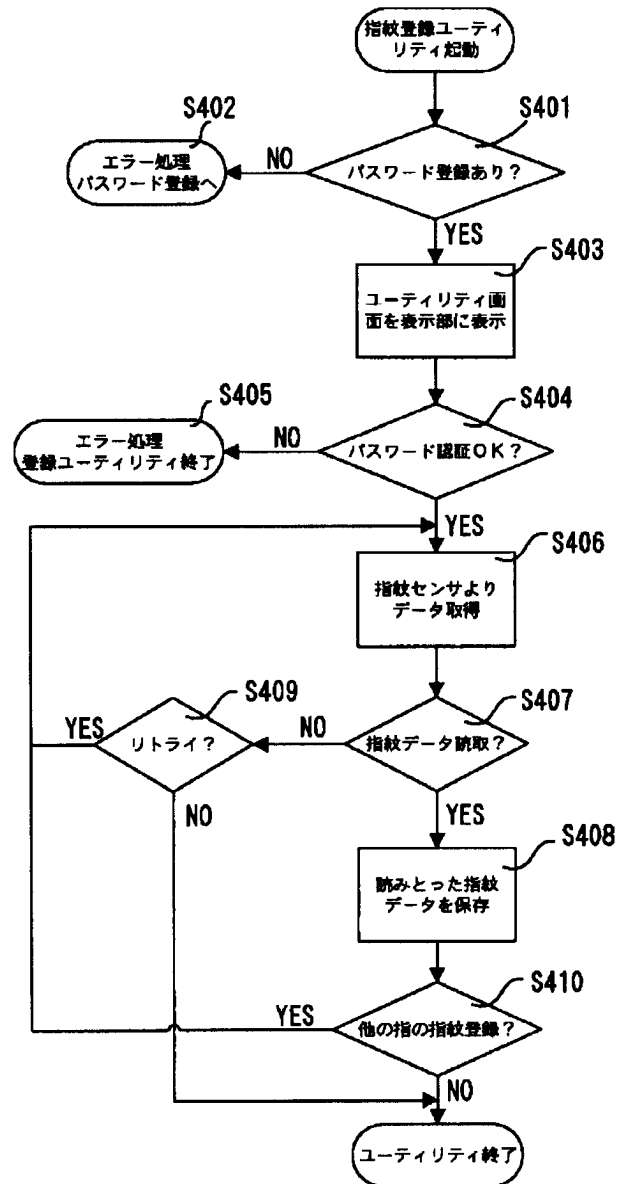 指紋登録ユーティ
リティ起動
S402
S401
エラー処理
パスワード登録へ
NO
パスワード登録あり?
YES
S403
ユーティリティ画
面を表示部に表示
S405
S404
エラー処理
登録ユーティリティ終了
NO
パスワード認証OK?
YES
S406
指紋センサより
データ取得
S409
S407
YES
リトライ?
NO
指紋データ読取?
NO
YES
S408
読みとった指紋
データを保存
S410
YES
他の指の指紋登録?
NO
ユーティリティ終了